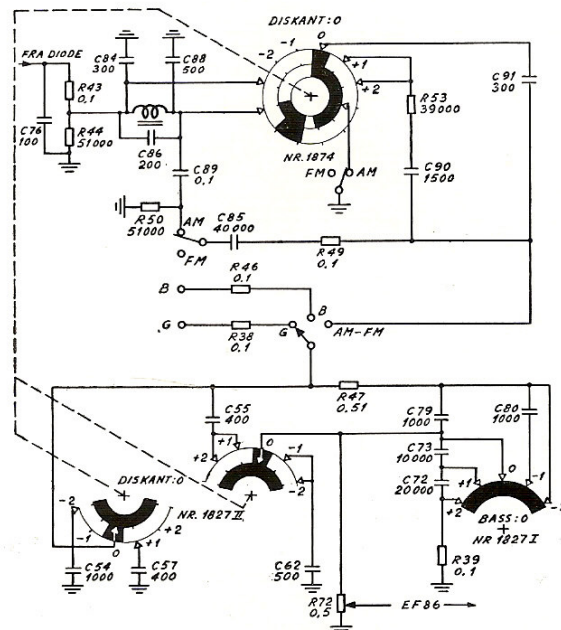 DISKANT:0
-2
-1
0
+1
+2
FRA DIODE
C84
300
C88
500
C91
300
R43
0,1
R53
39000
C76
100
R44
51000
C86
200
NR.1874
C90
1500
C89
0,1
FM
AM
R50
51000
AM
C85
40000
R49
0,1
FM
R46
0,1
B
B
G
R38
0,1
G
AM-FM
R47
0.51
C55
400
C79
1000
C80
1000
+2
+1
0
-1
-2
C73
10000
0
-1
C72
20000
+1
+2
-2
DISKANT:0
-2
-1
0
+1
+2
NR. 1827 II
BASS:0
NR 1827 I
C54
1000
C57
400
C62
500
R39
0.1
R72
0,5
EF86